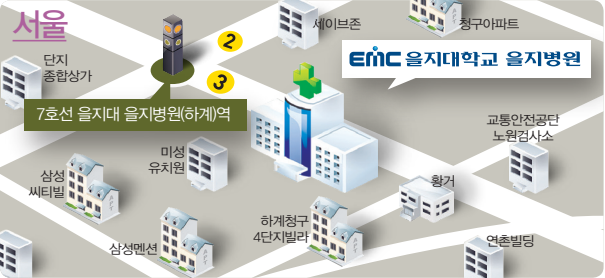 서울
2
세이브존
청구아파트
단지
종합상가
EMC 을지대학교 을지병원
3
7호선 을지대 을지병원(하계)역
교통안전공단
노원검사소
미성
유치원
삼성
씨티빌
황거
하계청구
4단지빌라
삼성멘션
연촌빌딩